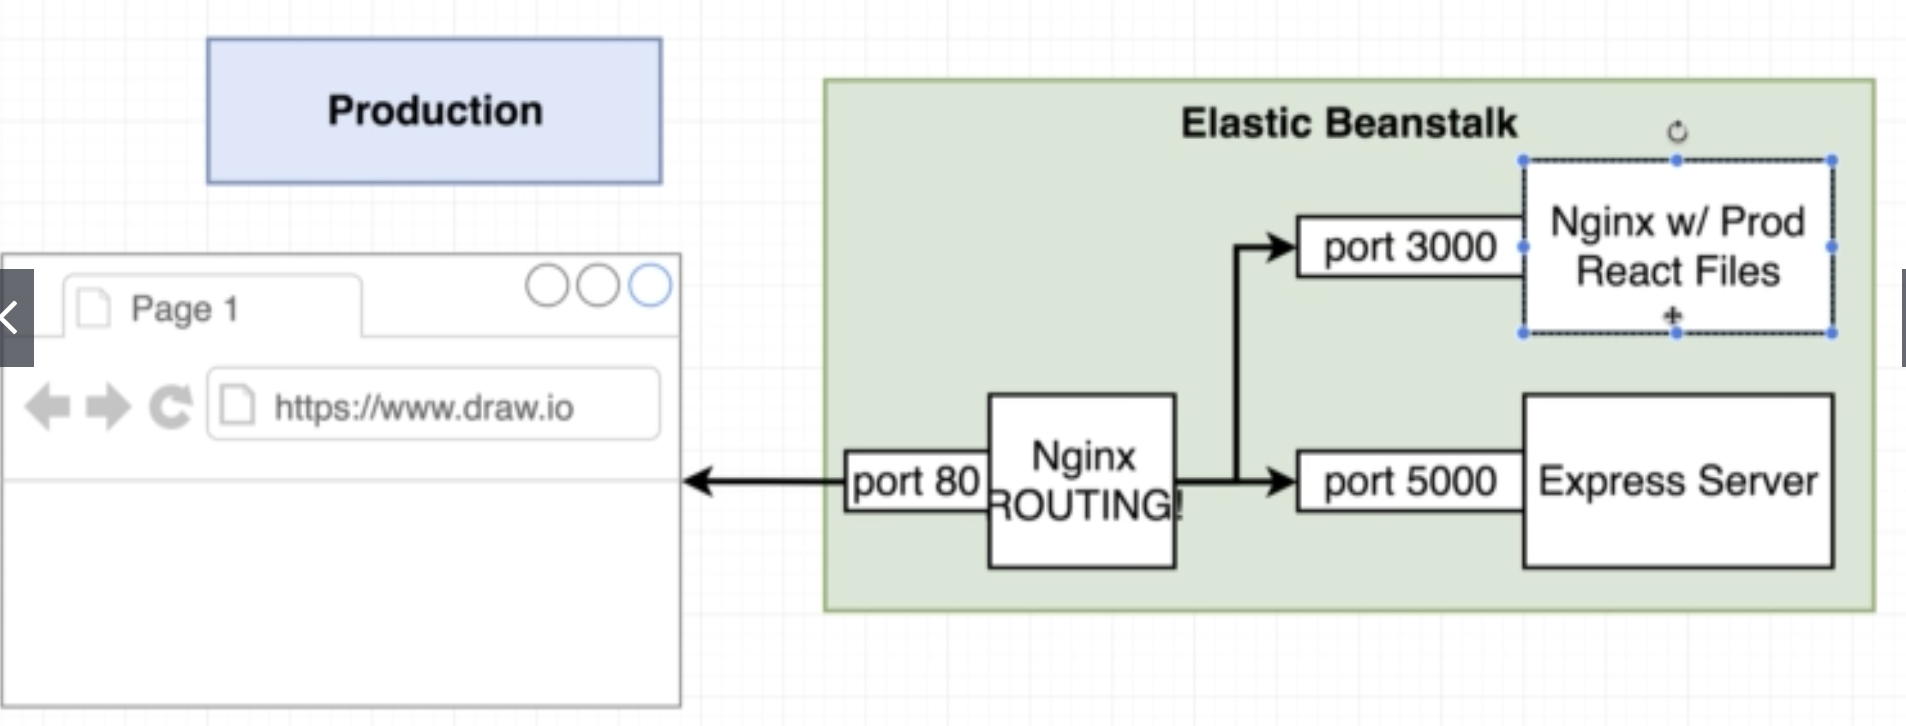 Production
Elastic Beanstalk
Page 1
https://www.draw.io
port 3000
Nginx w/ Prod
React Files
port 80
Nginx
ROUTING!
port 5000
Express Server